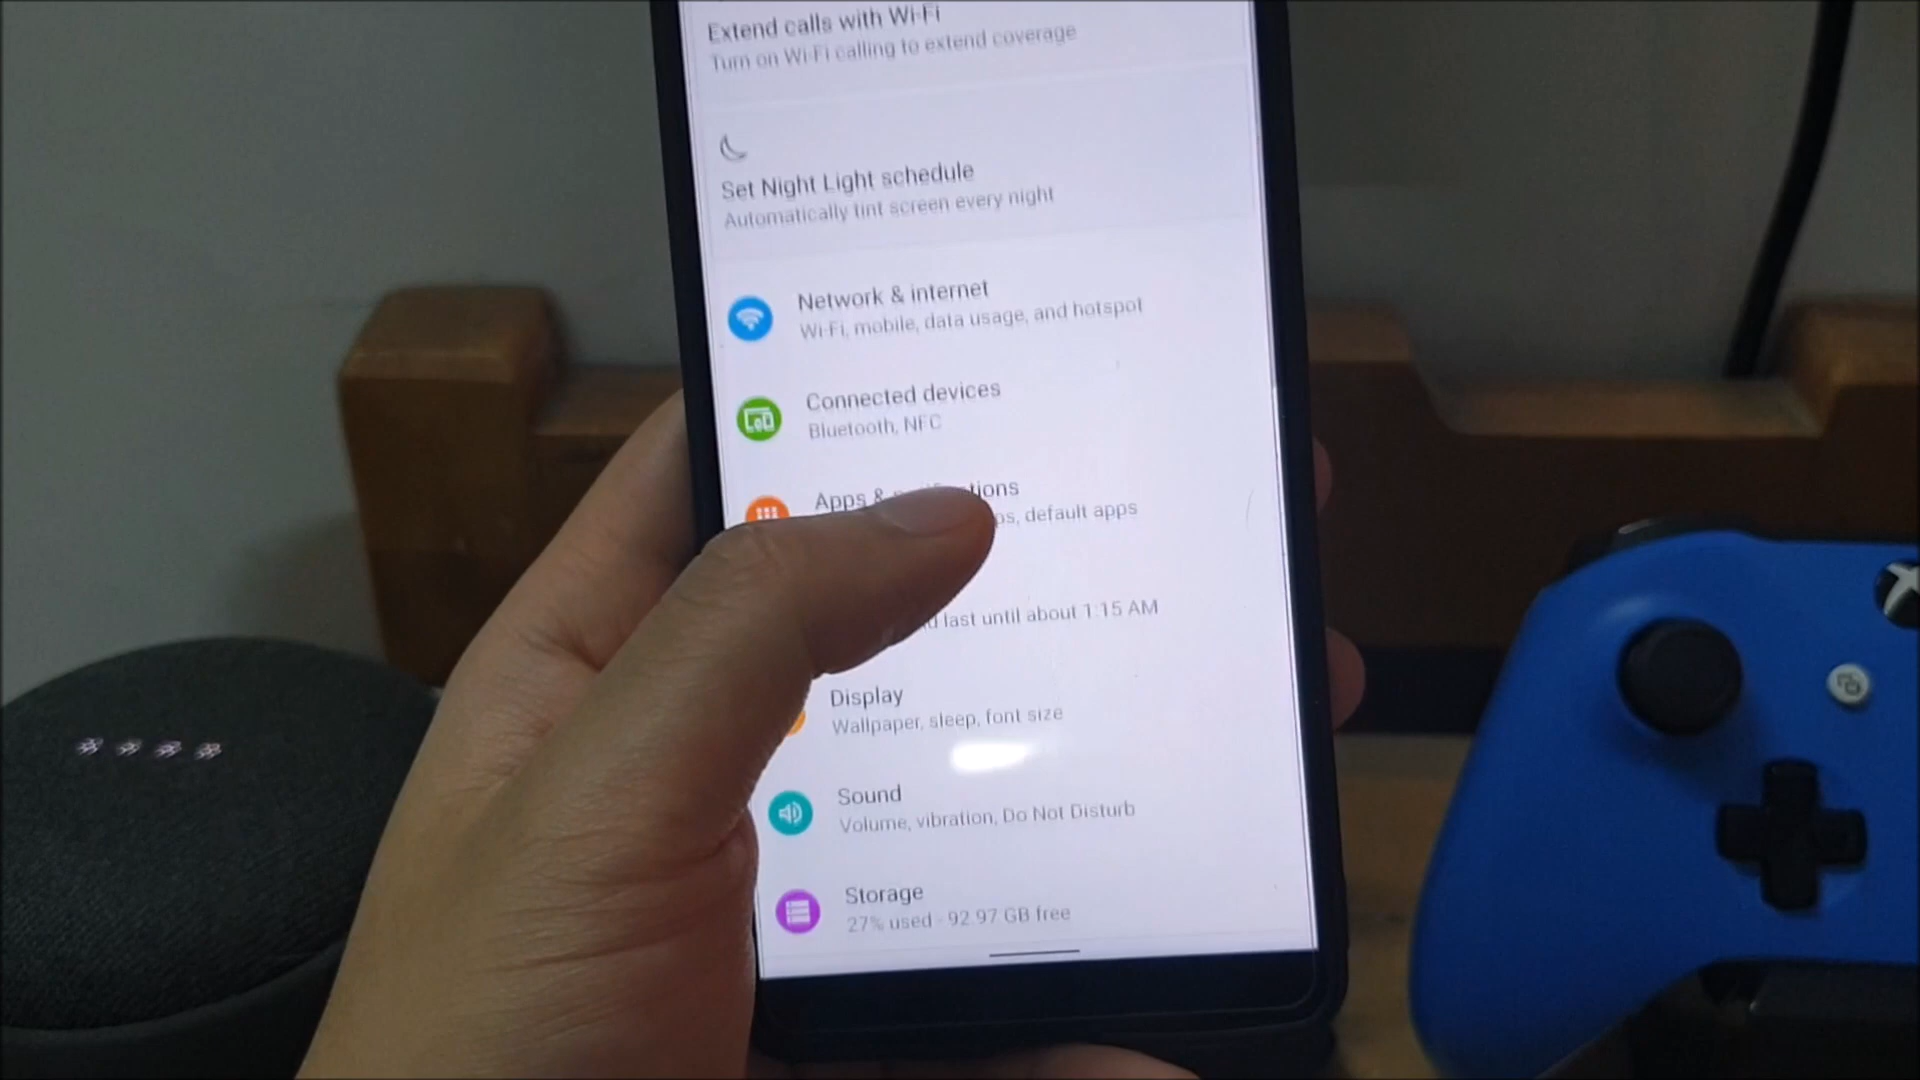 Extend calls with Wi-Fi
Turn on Wi-Fi calling to extend coverage
Set Night Light schedule
Automatically tint screen every night
Network & internet
Wi-Fi, mobile, data usage, and hotspot
Connected devices
Bluetooth, NFC
Apps &
default apps
last until about 1:15 AM
Display
Wallpaper, sleep, font size
Sound
Volume, vibration, Do Not Disturb
Storage
27% used - 92.97 GB free